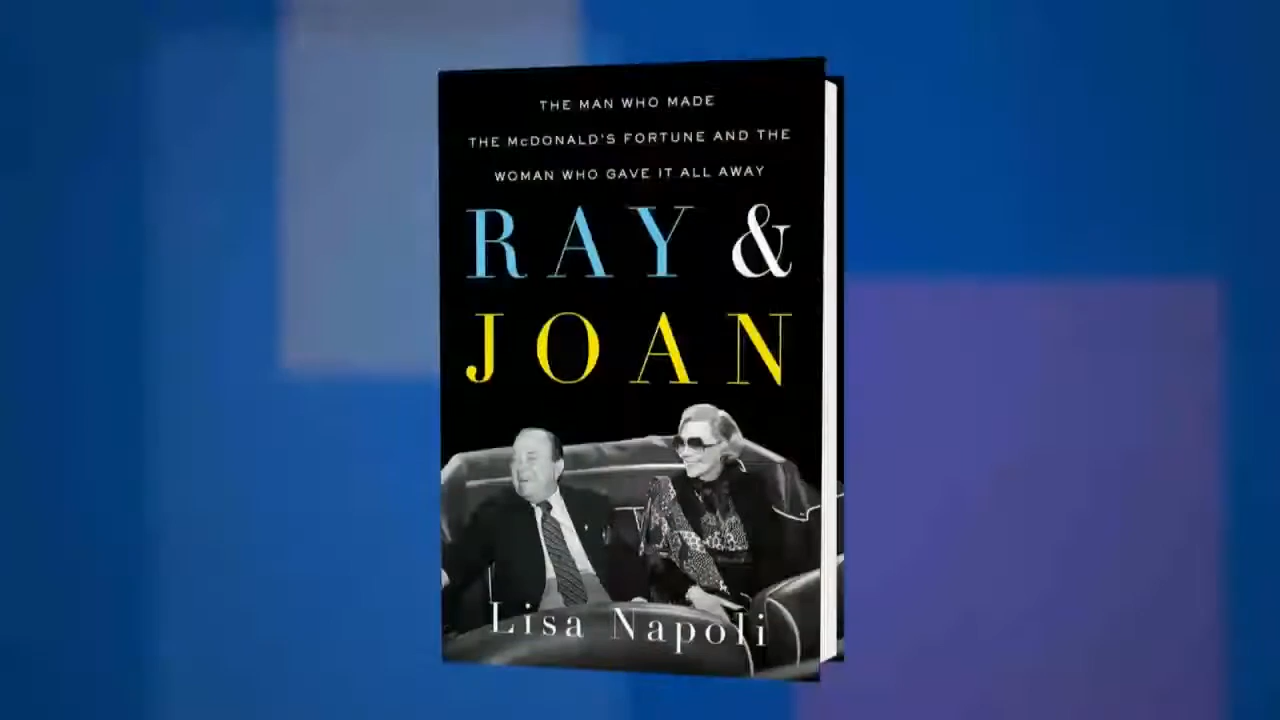 THE MAN WHO MADE
THE McDONALD'S FORTUNE AND THE
WOMAN WHO GAVE IT ALL AWAY
RAY &
JOAN
Lisa Napoli